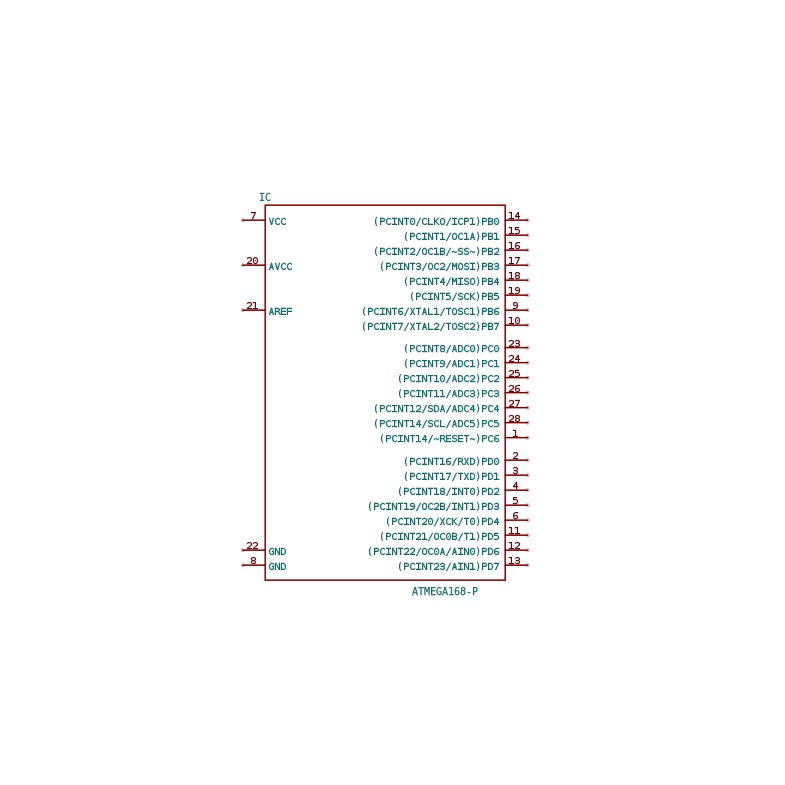 IC
7 VCC (PCINT0/CLKO/ICP1)PB0 14
(PCINT1/OC1A)PB1 15
(PCINT2/OC1B/~SS~)PB2 16
20 AVCC (PCINT3/OC2/MOSI)PB3 17
(PCINT4/MISO)PB4 18
(PCINT5/SCK)PB5 19
21 AREF (PCINT6/XTAL1/TOSC1)PB6 9
(PCINT7/XTAL2/TOSC2)PB7 10
(PCINT8/ADC0)PC0 23
(PCINT9/ADC1)PC1 24
(PCINT10/ADC2)PC2 25
(PCINT11/ADC3)PC3 26
(PCINT12/SDA/ADC4)PC4 27
(PCINT14/SCL/ADC5)PC5 28
(PCINT14/~RESET~)PC6 1
(PCINT16/RXD)PD0 2
(PCINT17/TXD)PD1 3
(PCINT18/INT0)PD2 4
(PCINT19/OC2B/INT1)PD3 5
(PCINT20/XCK/T0)PD4 6
(PCINT21/OC0B/T1)PD5 11
22 GND (PCINT22/OC0A/AIN0)PD6 12
8 GND (PCINT23/AIN1)PD7 13
ATMEGA168-P